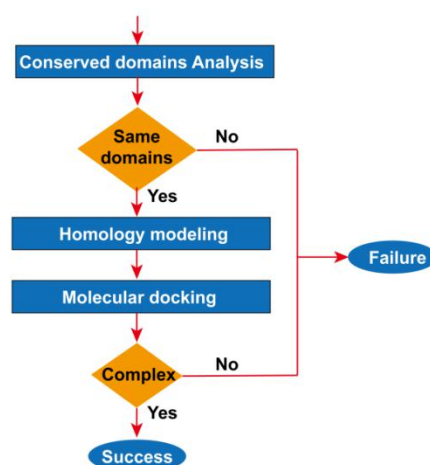 Conserved domains Analysis
Same
domains
No
Yes
Homology modeling
Failure
Molecular docking
Complex
No
Yes
Success